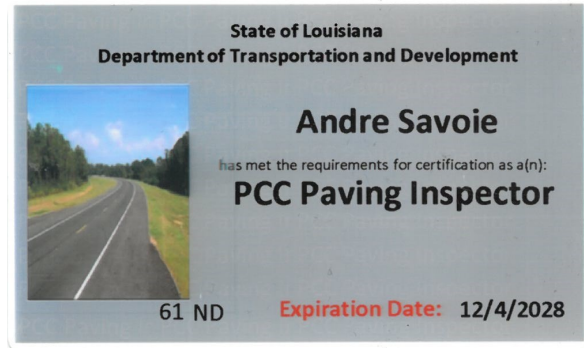 State of Louisiana
Department of Transportation and Development
Andre Savoie
has met the requirements for certification as a(n):
PCC Paving Inspector
61 ND
Expiration Date: 12/4/2028